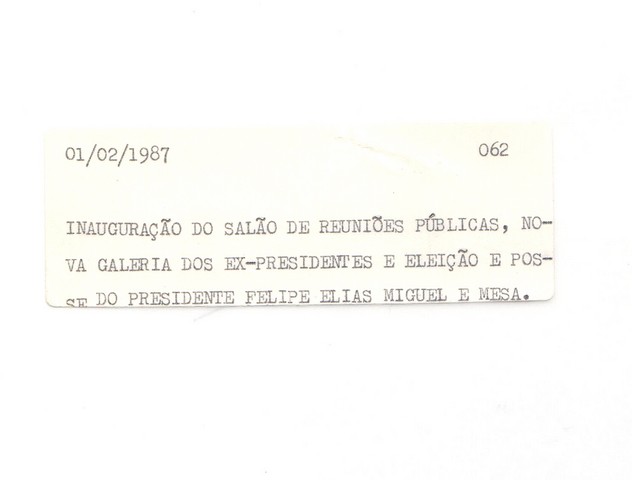 01/02/1987 062
INAUGURAÇÃO DO SALÃO DE REUNIÕES PÚBLICAS, NO-
VA GALERIA DOS EX-PRESIDENTES E ELEIÇÃO E POS-
SE DO PRESIDENTE FELIPE ELIAS MIGUEL E MESA.